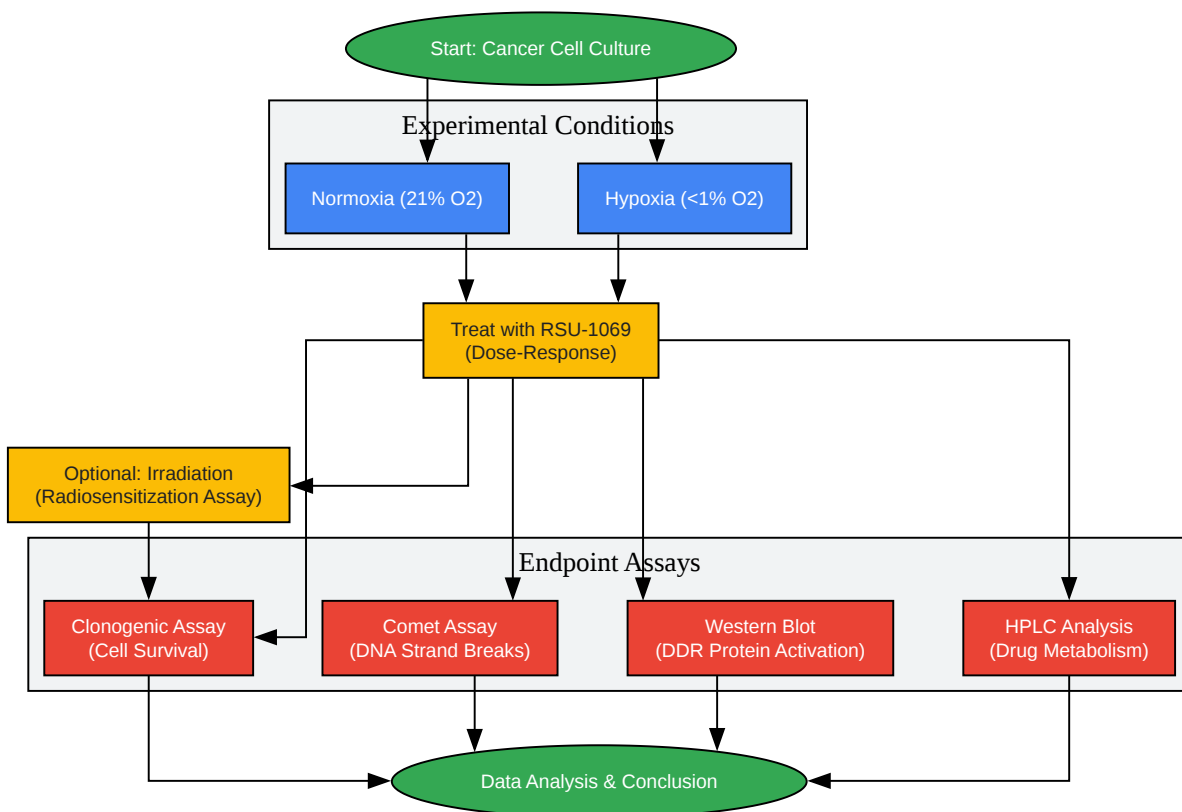 Start: Cancer Cell Culture
Experimental Conditions
Normoxia (21% O2)
Hypoxia (<1% O2)
Treat with RSU-1069
(Dose-Response)
Optional: Irradiation
(Radiosensitization Assay)
Endpoint Assays
Clonogenic Assay
(Cell Survival)
Comet Assay
(DNA Strand Breaks)
Western Blot
(DDR Protein Activation)
HPLC Analysis
(Drug Metabolism)
Data Analysis & Conclusion